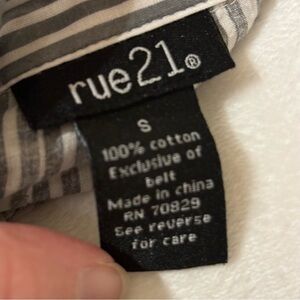 rue21®
S
100% cotton
Exclusive of
belt
Made in china
RN 70829
See reverse
for care